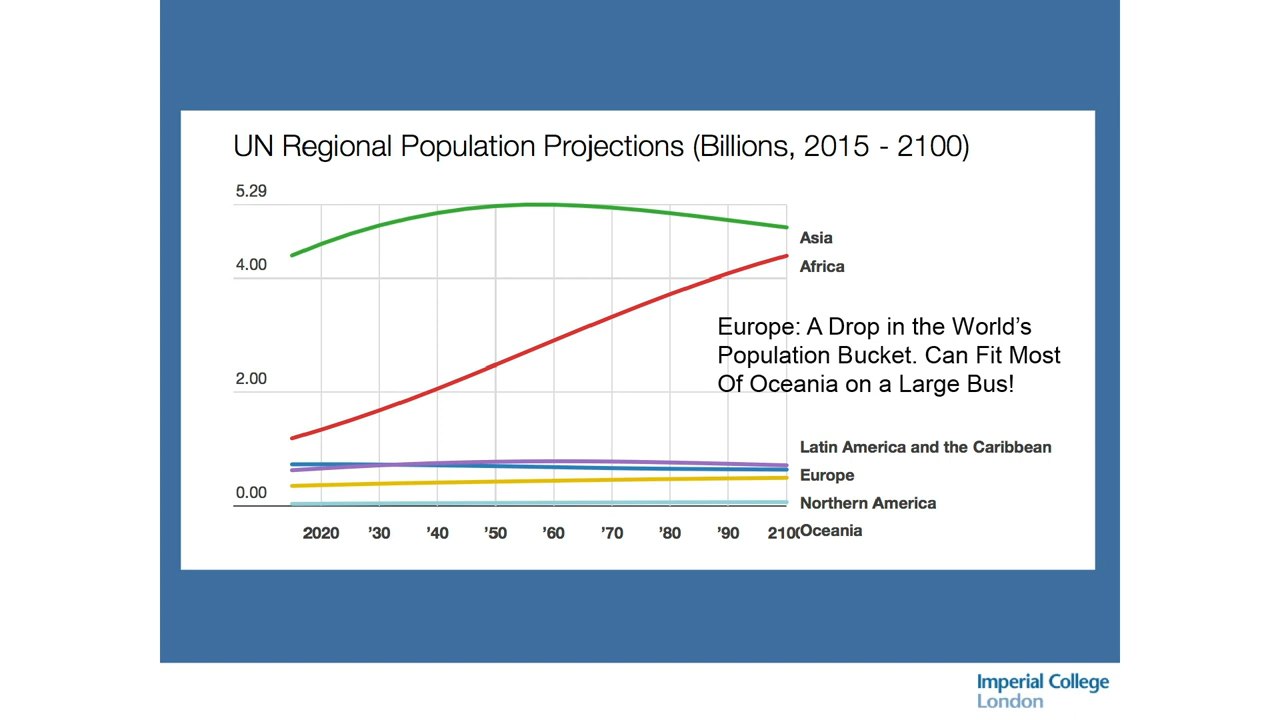 UN Regional Population Projections (Billions, 2015 - 2100)
5.29
Asia
4.00
Africa
Europe: A Drop in the World’s
Population Bucket. Can Fit Most
Of Oceania on a Large Bus!
2.00
Latin America and the Caribbean
Europe
0.00
Northern America
2020 ’30 ’40 ’50 ’60 ’70 ’80 ’90 2100
Oceania
Imperial College
London